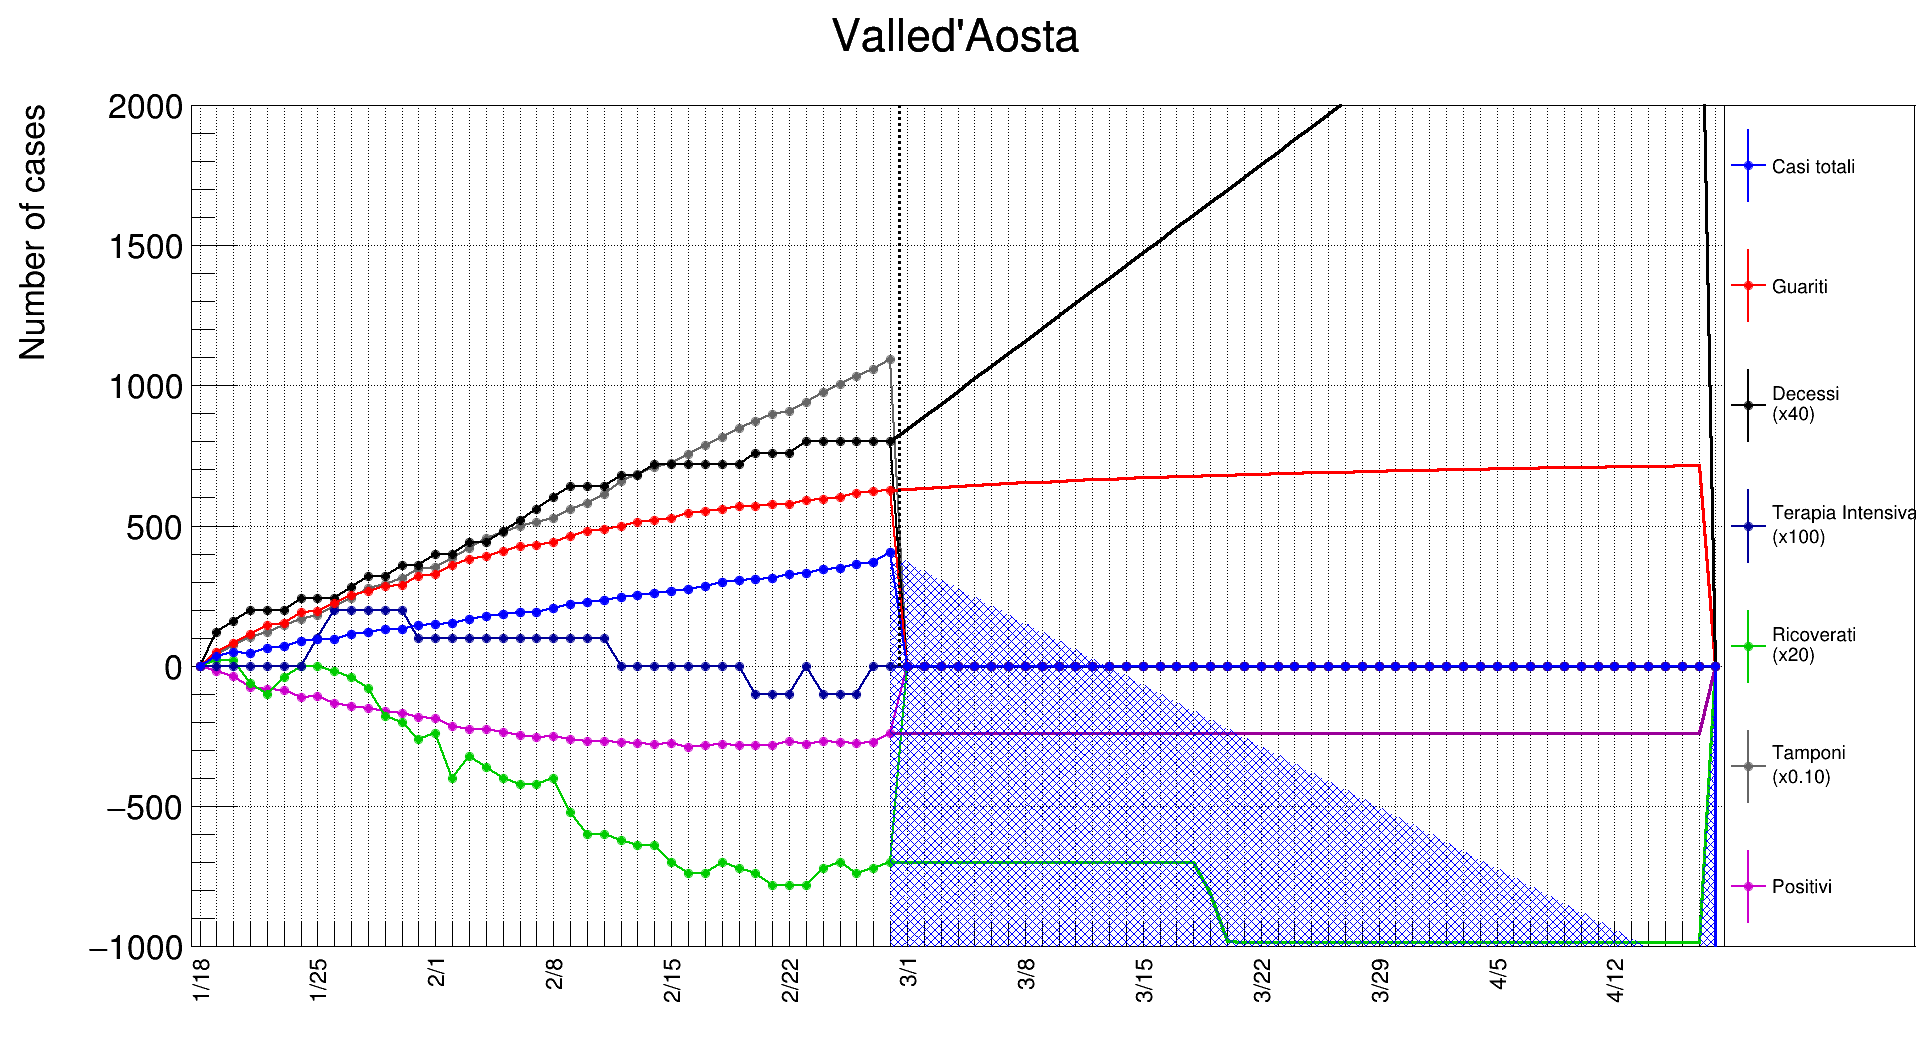 Valled'Aosta
Number of cases
2000
1500
1000
500
0
−500
−1000
1/18
1/25
2/1
2/8
2/15
2/22
3/1
3/8
3/15
3/22
3/29
4/5
4/12
Casi totali
Guariti
Decessi
(x40)
Terapia Intensiva
(x100)
Ricoverati
(x20)
Tamponi
(x0.10)
Positivi